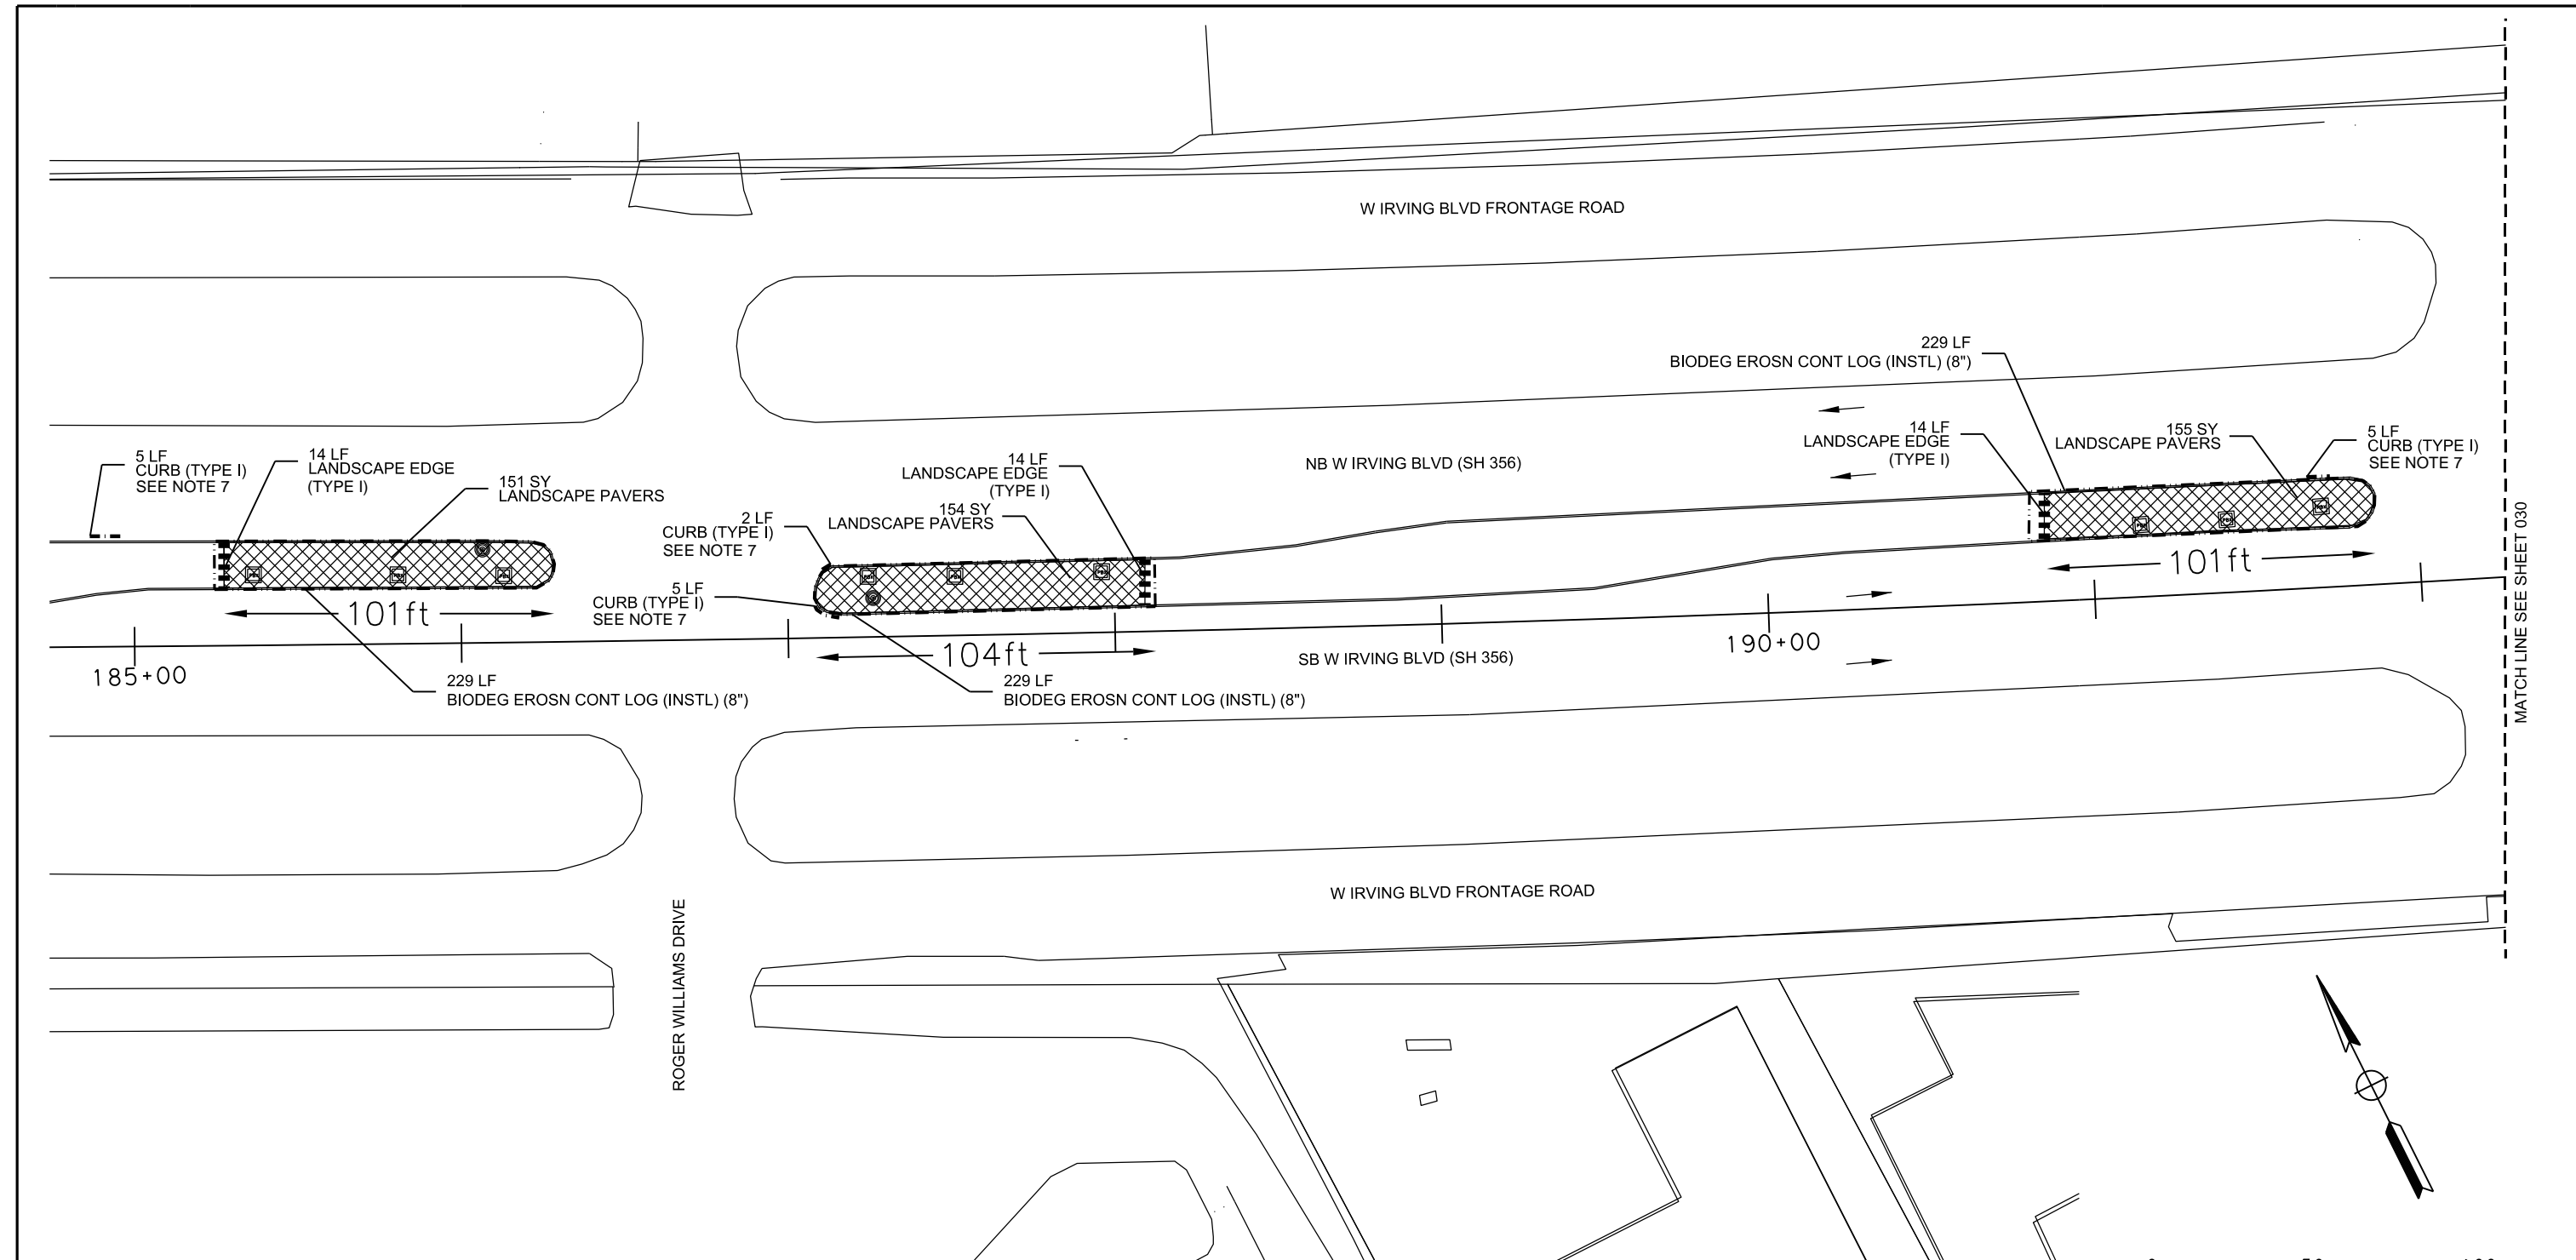 W IRVING BLVD FRONTAGE ROAD
229 LF
BIODEG EROSN CONT LOG (INSTL) (8")
5 LF
CURB (TYPE I)
SEE NOTE 7
14 LF
LANDSCAPE EDGE
(TYPE I)
151 SY
LANDSCAPE PAVERS
14 LF
LANDSCAPE EDGE
(TYPE I)
154 SY
LANDSCAPE PAVERS
2 LF
CURB (TYPE I)
SEE NOTE 7
5 LF
CURB (TYPE I)
SEE NOTE 7
NB W IRVING BLVD (SH 356)
14 LF
LANDSCAPE EDGE
(TYPE I)
155 SY
LANDSCAPE PAVERS
5 LF
CURB (TYPE I)
SEE NOTE 7
101ft
104ft
101ft
185+00
190+00
SB W IRVING BLVD (SH 356)
229 LF
BIODEG EROSN CONT LOG (INSTL) (8")
229 LF
BIODEG EROSN CONT LOG (INSTL) (8")
MATCH LINE SEE SHEET 030
W IRVING BLVD FRONTAGE ROAD
ROGER WILLIAMS DRIVE